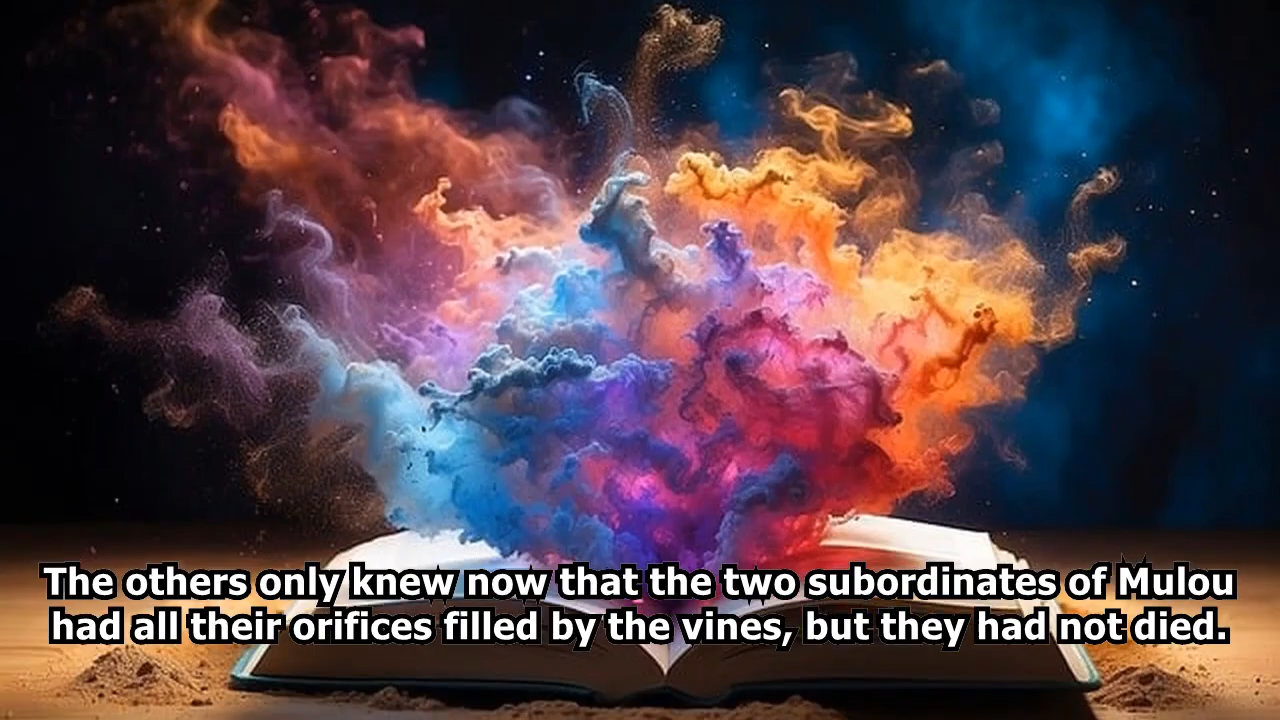 The others only knew now that the two subordinates of Mulou
had all their orifices filled by the vines, but they had not died.